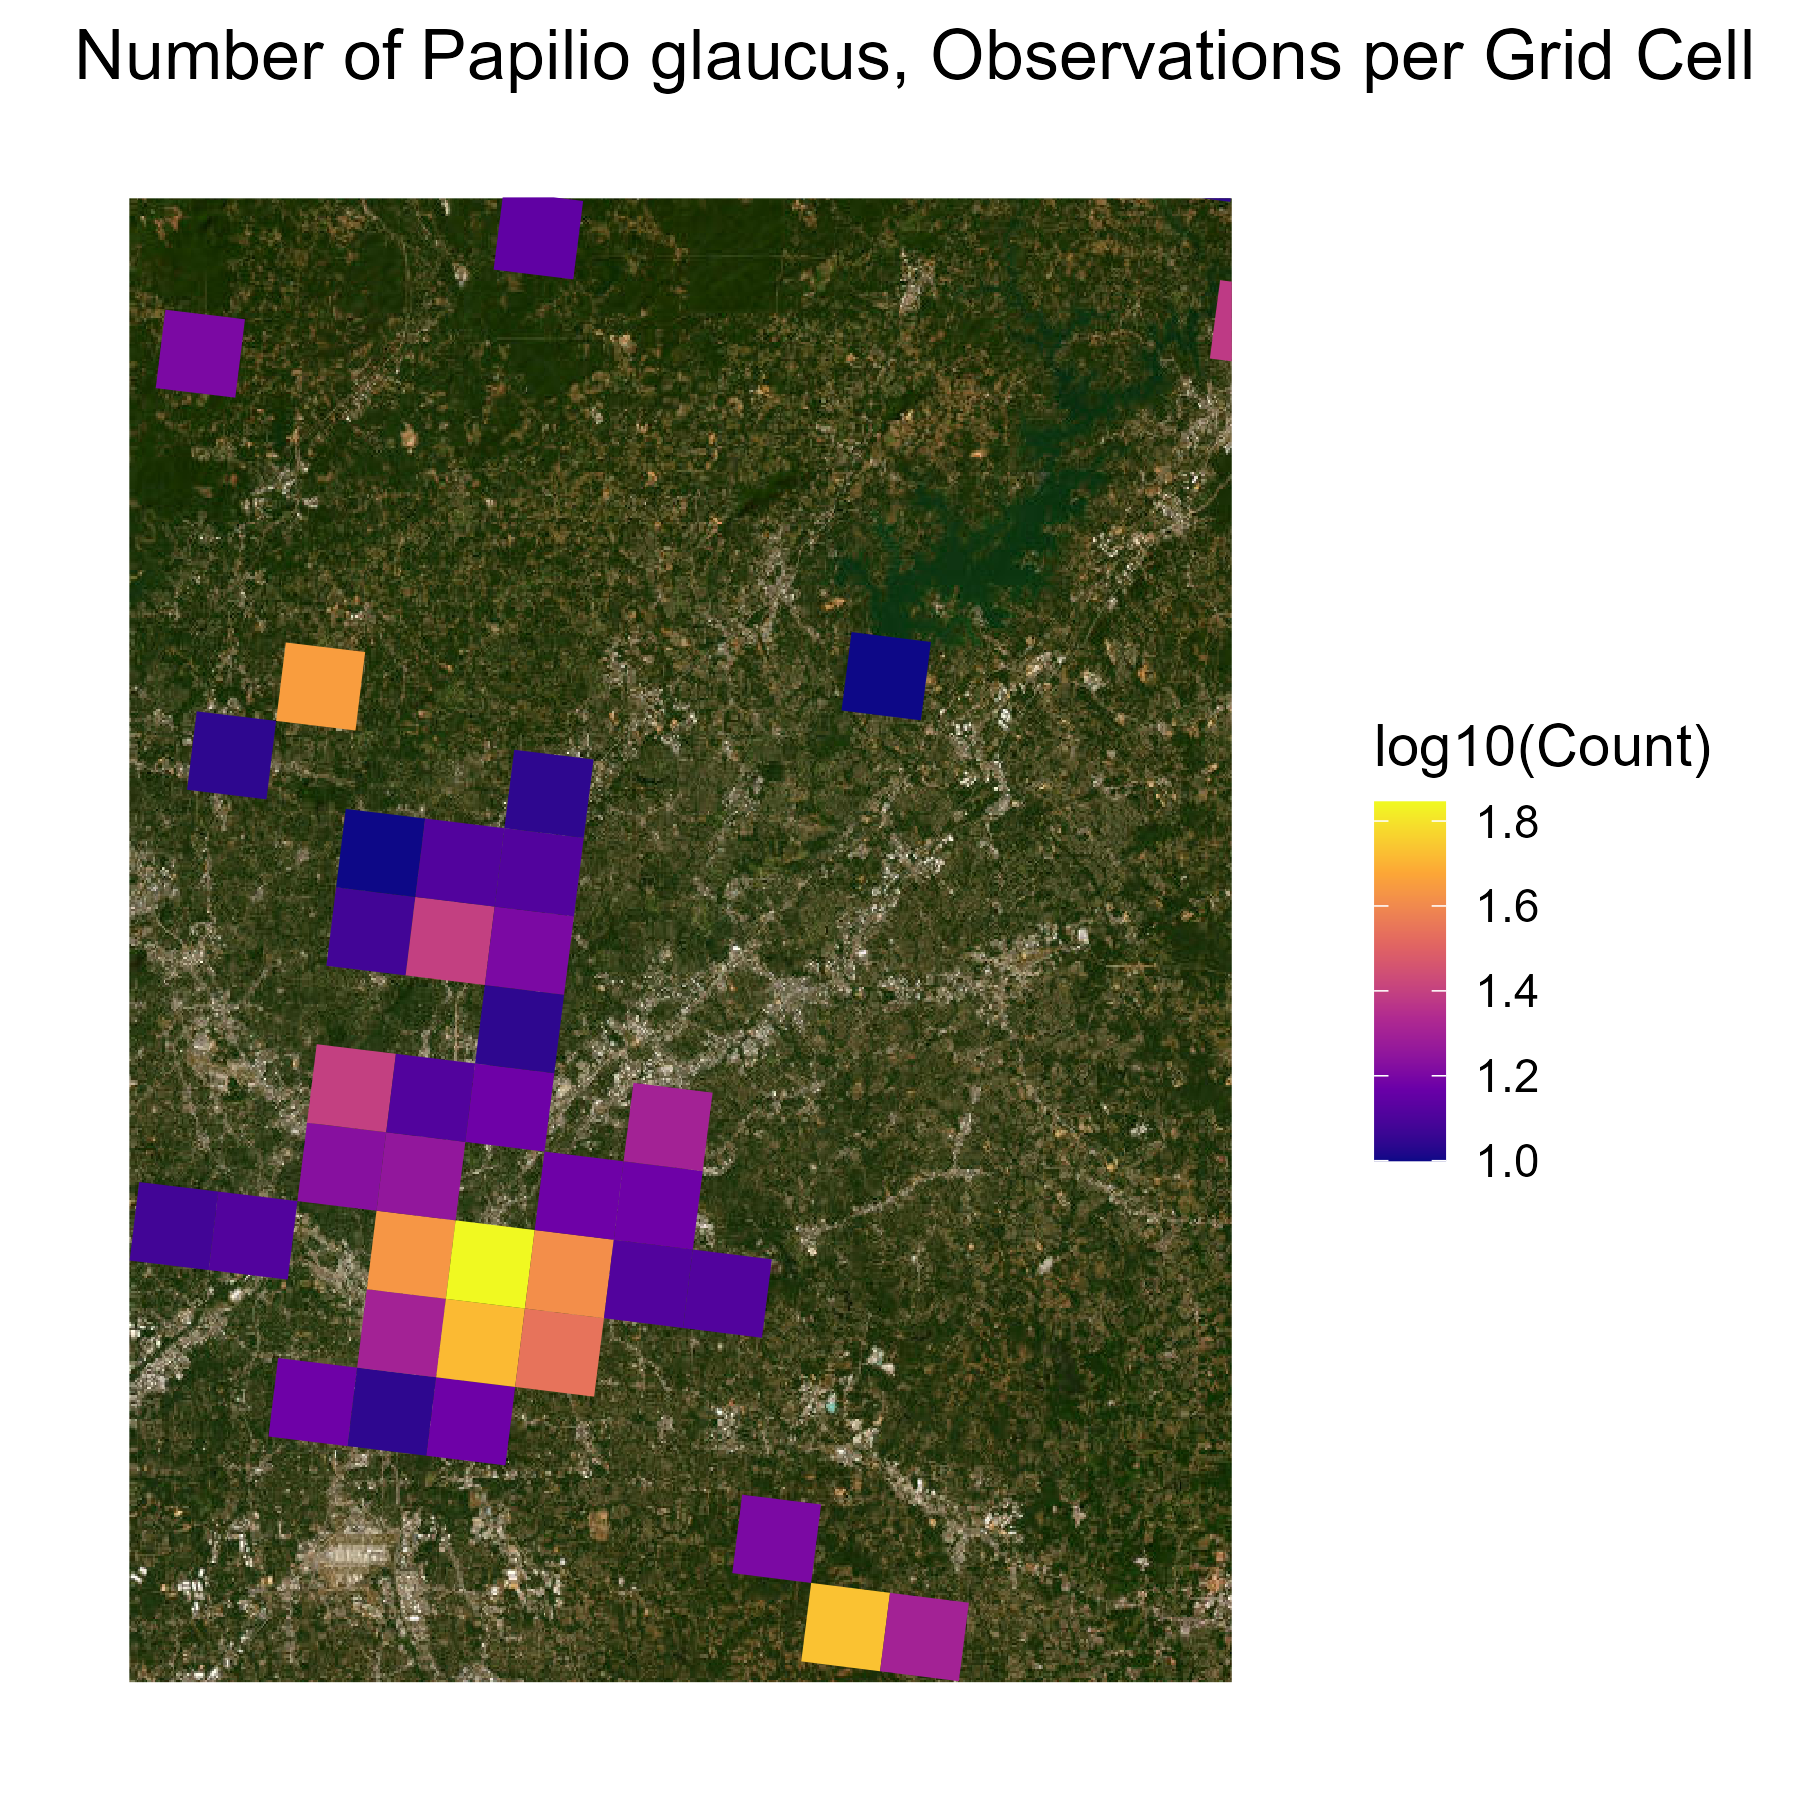 Number of Papilio glaucus, Observations per Grid Cell
log10(Count)
1.8
1.6
1.4
1.2
1.0